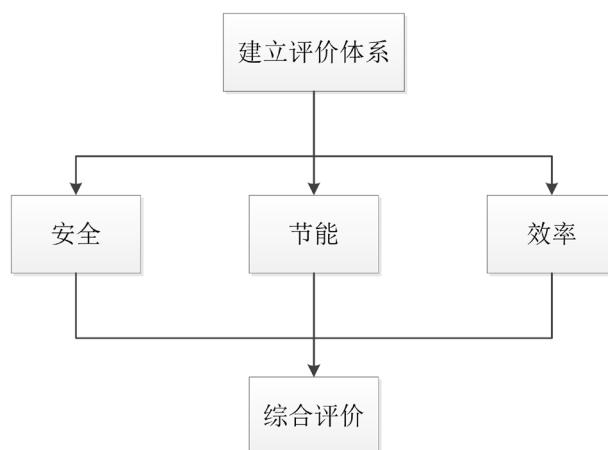 建立评价体系
安全
节能
效率
综合评价